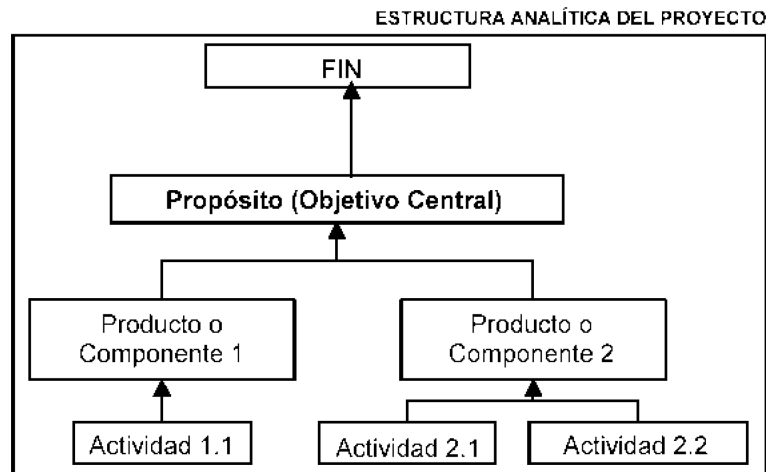 ESTRUCTURA ANALÍTICA DEL PROYECTO
FIN
Propósito (Objetivo Central)
Producto o
Componente 1
Producto o
Componente 2
Actividad 1.1
Actividad 2.1
Actividad 2.2